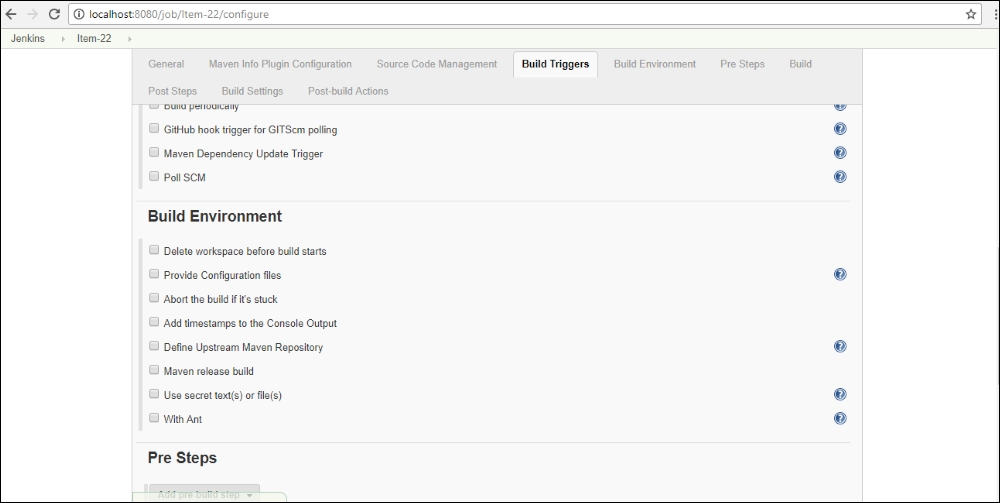 localhost:8080/job/Item-22/configure
Jenkins Item-22
General Maven Info Plugin Configuration Source Code Management Build Triggers Build Environment Pre Steps Build
Post Steps Build Settings Post-build Actions
Build periodically
GitHub hook trigger for GITScm polling
Maven Dependency Update Trigger
Poll SCM
Build Environment
Delete workspace before build starts
Provide Configuration files
Abort the build if it's stuck
Add timestamps to the Console Output
Define Upstream Maven Repository
Maven release build
Use secret text(s) or file(s)
With Ant
Pre Steps
Add pre-build step